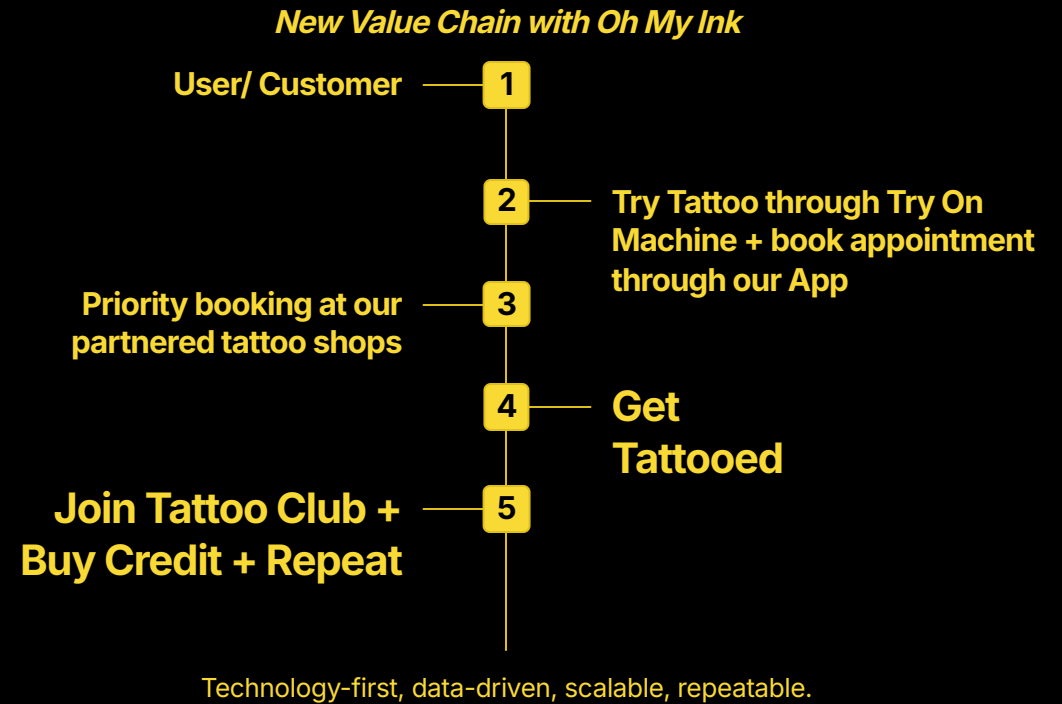 New Value Chain with Oh My Ink
User/ Customer
1
2
Try Tattoo through Try On
Machine + book appointment
through our App
Priority booking at our
partnered tattoo shops
3
4
Get
Tattooed
Join Tattoo Club +
Buy Credit + Repeat
5
Technology-first, data-driven, scalable, repeatable.